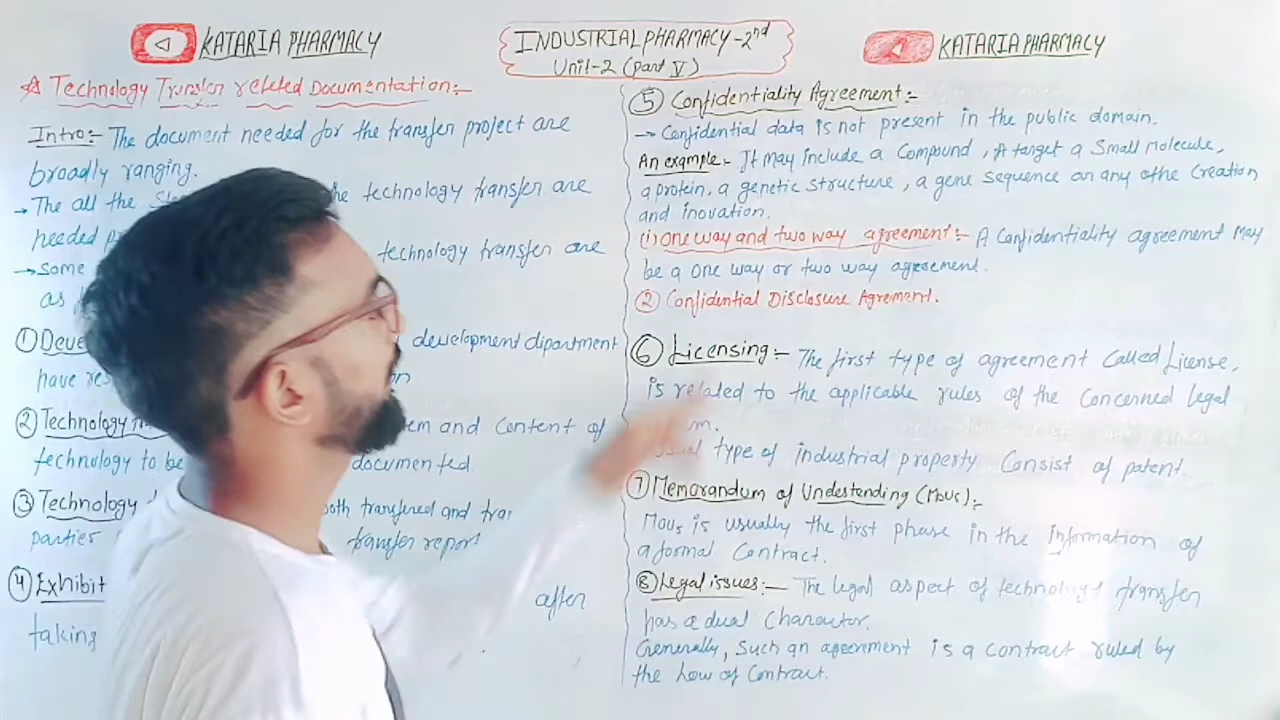 KATARIA PHARMACY
INDUSTRIAL PHARMACY-2nd
Unit-2 (Part V)
KATARIA PHARMACY
☆ Technology Transfer releted Documentation:-
Intro:- The document needed for the transfer project are
broadly ranging.
→ The all the the technology transfer are
needed
→ Some technology transfer are
as
① development dipartment
have
② Technology and Content of
technology to be documented
③ Technology both transfered and
parties transfer report
④ Exhibit after
taking
⑤ Confidentiality Agreement:-
→ Confidential data is not present in the public domain.
An example:- It may include a Compound, A target a Small Molecule,
a protein, a genetic structure, a gene sequence or any othe Creation
and inovation.
(i) One way and two way agreement:- A Confidentiality agreement may
be a one way or two way agreement.
② Confidential Disclosure Agrement.
⑥ Licensing:- The first type of agreement Called License,
is related to the applicable rules of the Concerned legal
type of industrial property Consist of patent.
⑦ Memorandum of Undestending (Mous):-
Mous is usually the first phase in the information of
a formal Contract.
⑧ Legal issues:- The legal aspect of technology transfer
has a dual Charactor.
Generally, Such an agreement is a contract ruled by
the Low of Contract.